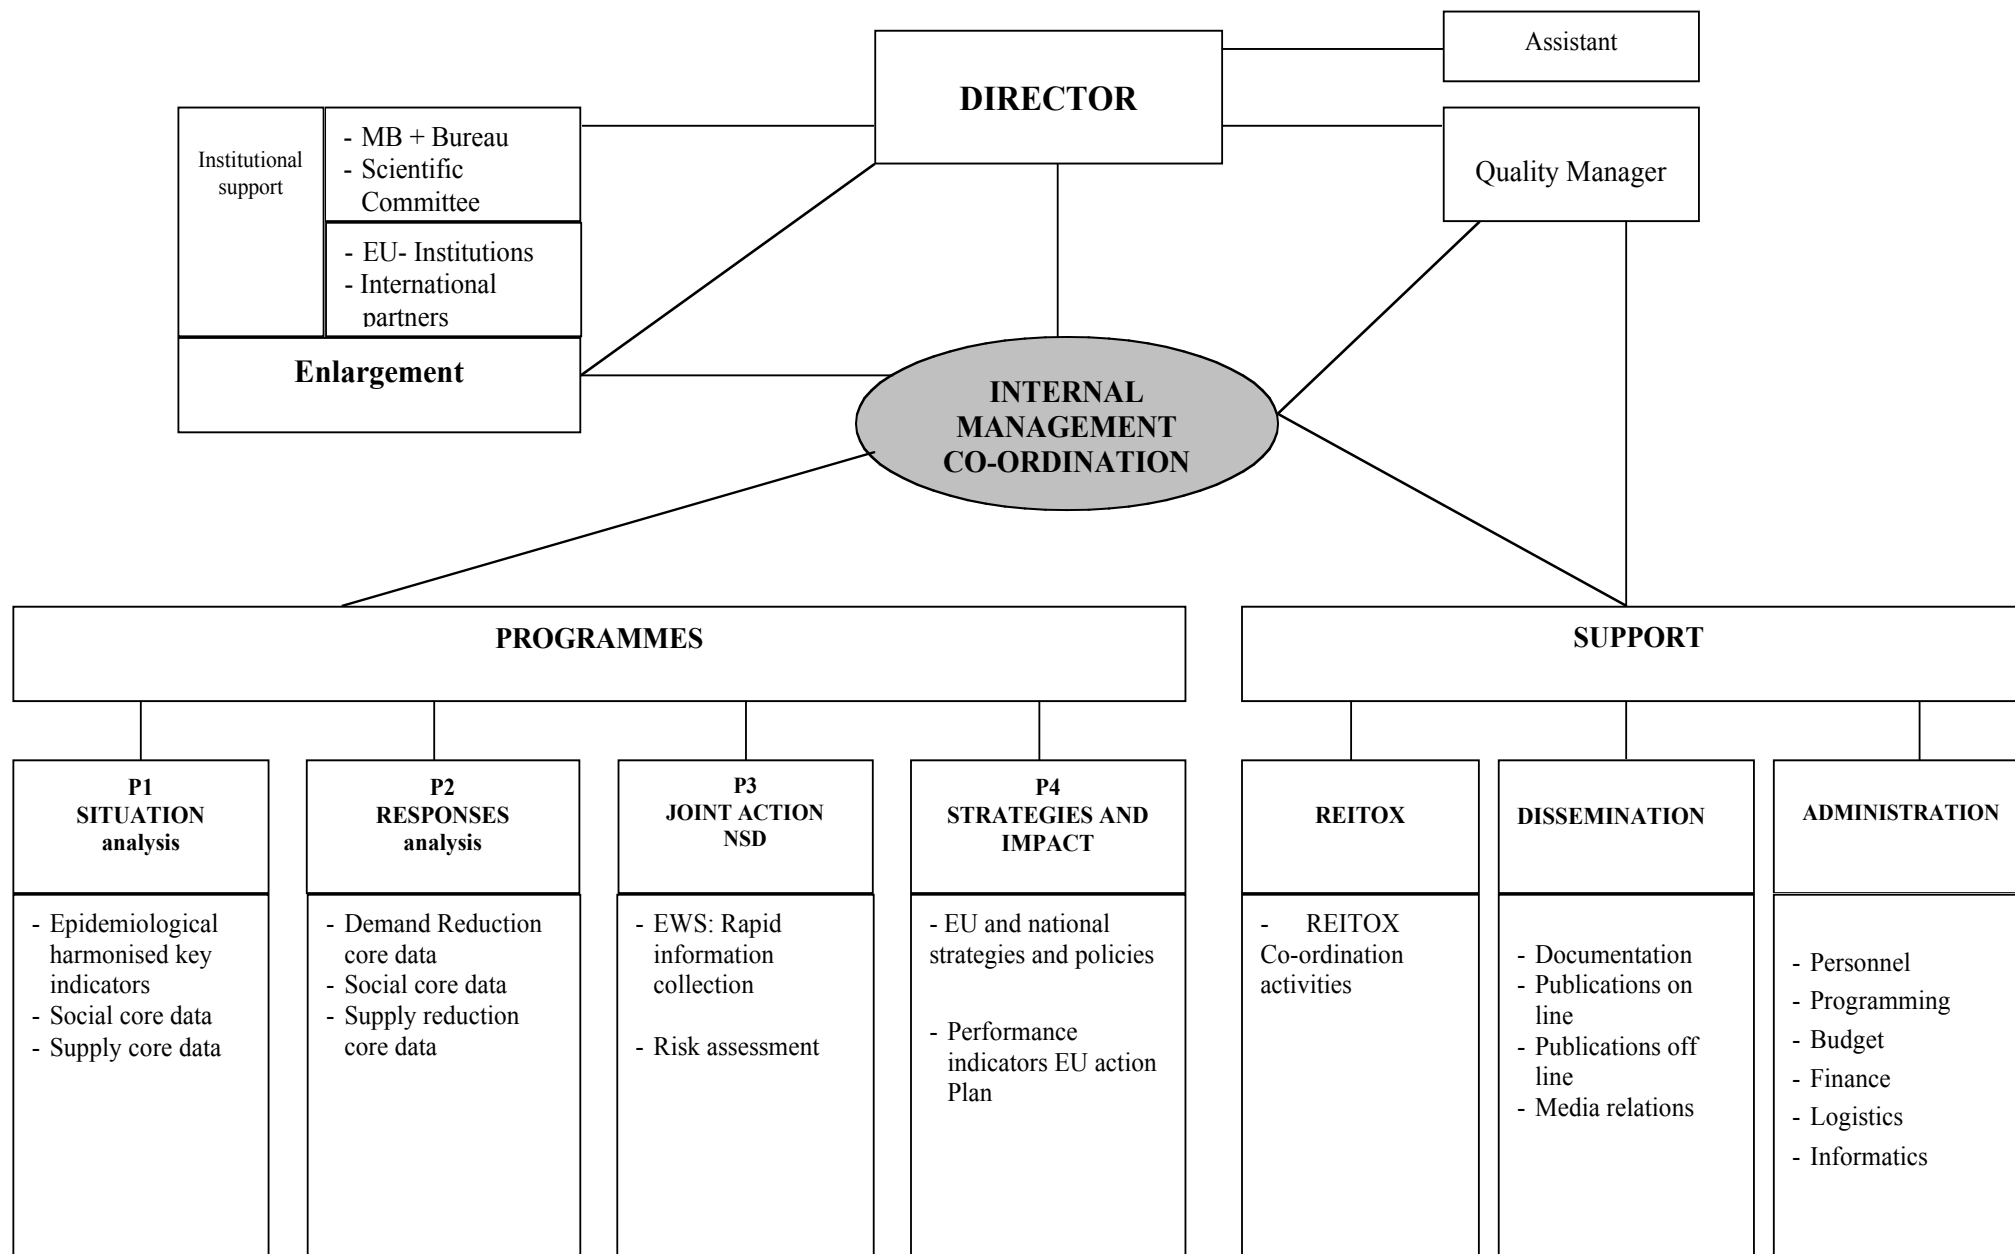 Assistant
DIRECTOR
Institutional
support
- MB + Bureau
- Scientific
Committee
- EU- Institutions
- International
partners
Enlargement
Quality Manager
INTERNAL
MANAGEMENT
CO-ORDINATION
PROGRAMMES
SUPPORT
P1
SITUATION
analysis
P2
RESPONSES
analysis
P3
JOINT ACTION
NSD
P4
STRATEGIES AND
IMPACT
REITOX
DISSEMINATION
ADMINISTRATION
- Epidemiological
harmonised key
indicators
- Social core data
- Supply core data
- Demand Reduction
core data
- Social core data
- Supply reduction
core data
- EWS: Rapid
information
collection
- Risk assessment
- EU and national
strategies and policies
- Performance
indicators EU action
Plan
- REITOX
Co-ordination
activities
- Documentation
- Publications on
line
- Publications off
line
- Media relations
- Personnel
- Programming
- Budget
- Finance
- Logistics
- Informatics